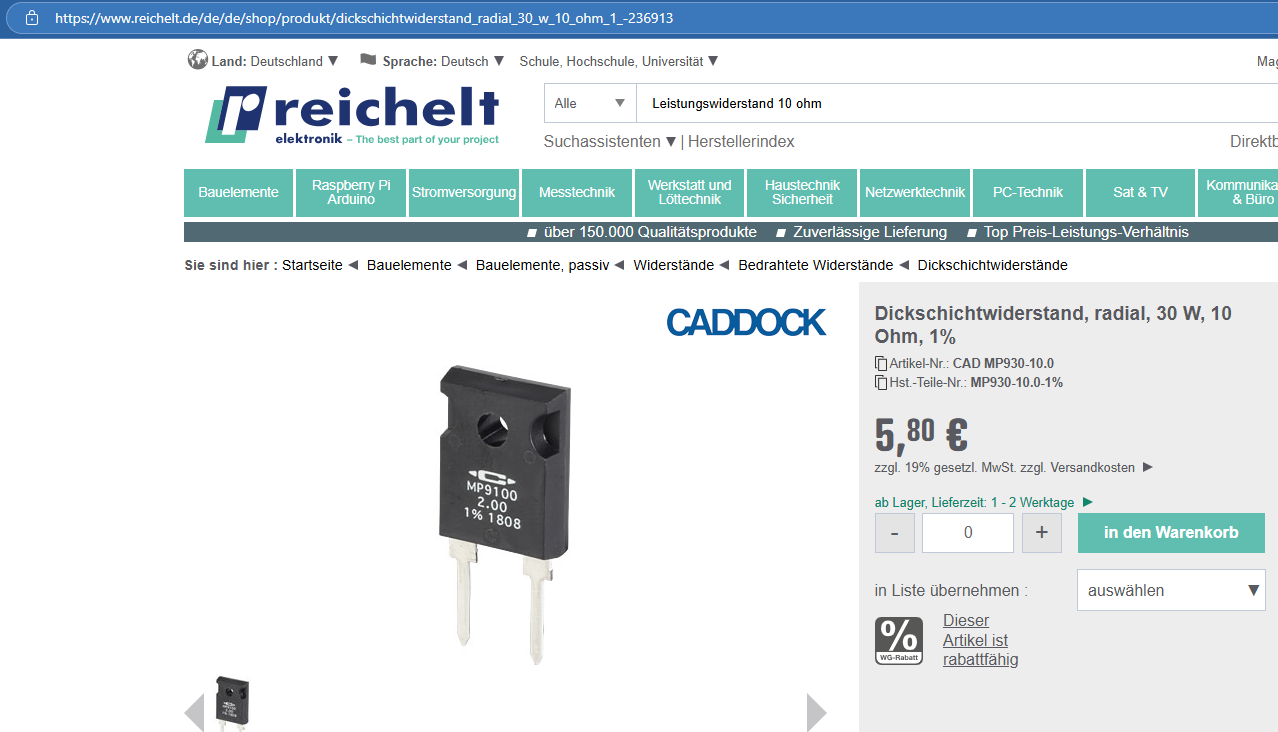 https://www.reichelt.de/de/de/shop/produkt/dickschichtwiderstand_radial_30_w_10_ohm_1_-236913
Land: Deutschland ▼ Sprache: Deutsch ▼ Schule, Hochschule, Universität ▼ Mag
reichelt
elektronik – The best part of your project
Alle ▼ Leistungswiderstand 10 ohm
Suchassistenten ▼ | Herstellerindex Direktb
Bauelemente
Raspberry Pi
Arduino
Stromversorgung
Messtechnik
Werkstatt und
Löttechnik
Haustechnik
Sicherheit
Netzwerktechnik
PC-Technik
Sat & TV
Kommunika
& Büro
über 150.000 Qualitätsprodukte Zuverlässige Lieferung Top Preis-Leistungs-Verhältnis
Sie sind hier : Startseite ◄ Bauelemente ◄ Bauelemente, passiv ◄ Widerstände ◄ Bedrahtete Widerstände ◄ Dickschichtwiderstände
CADDOCK
MP9100
2.00
1% 1808
Dickschichtwiderstand, radial, 30 W, 10
Ohm, 1%
Artikel-Nr.: CAD MP930-10.0
Hst.-Teile-Nr.: MP930-10.0-1%
5,80 €
zzgl. 19% gesetzl. MwSt. zzgl. Versandkosten ►
ab Lager, Lieferzeit: 1 - 2 Werktage ►
- 0 + in den Warenkorb
in Liste übernehmen : auswählen ▼
%
WG-Rabatt
Dieser
Artikel ist
rabattfähig